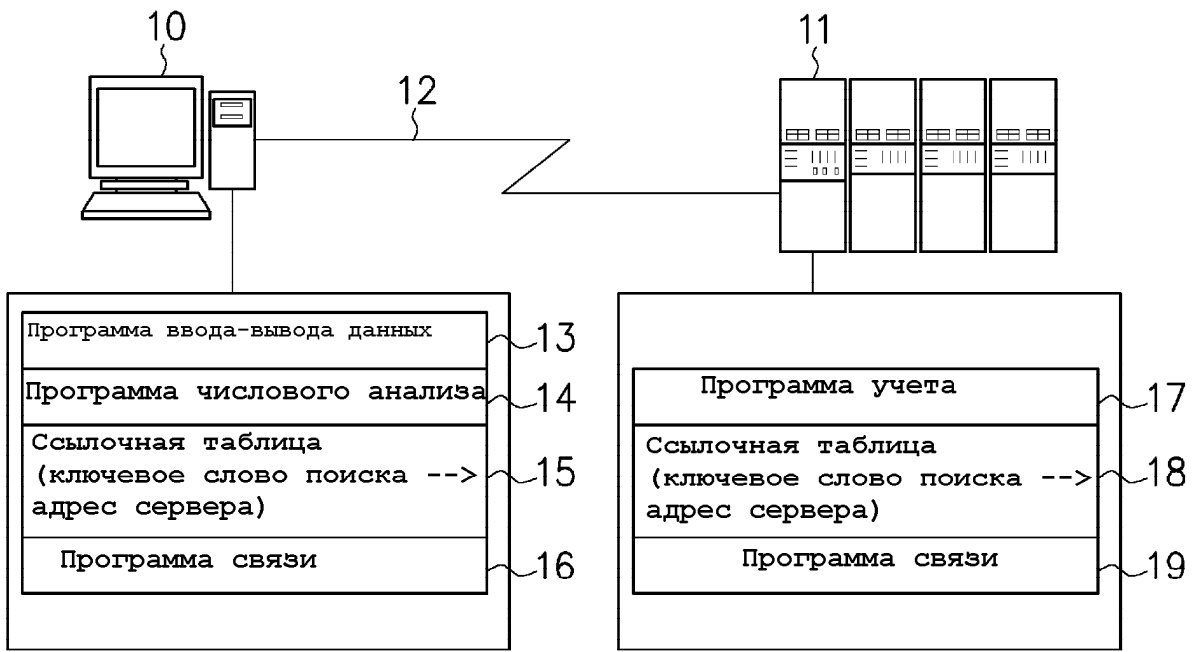 10
11
12
Программа ввода-вывода данных
13
Программа числового анализа
14
Ссылочная таблица
(ключевое слово поиска -->
адрес сервера)
15
Программа связи
16
Программа учета
17
Ссылочная таблица
(ключевое слово поиска -->
адрес сервера)
18
Программа связи
19